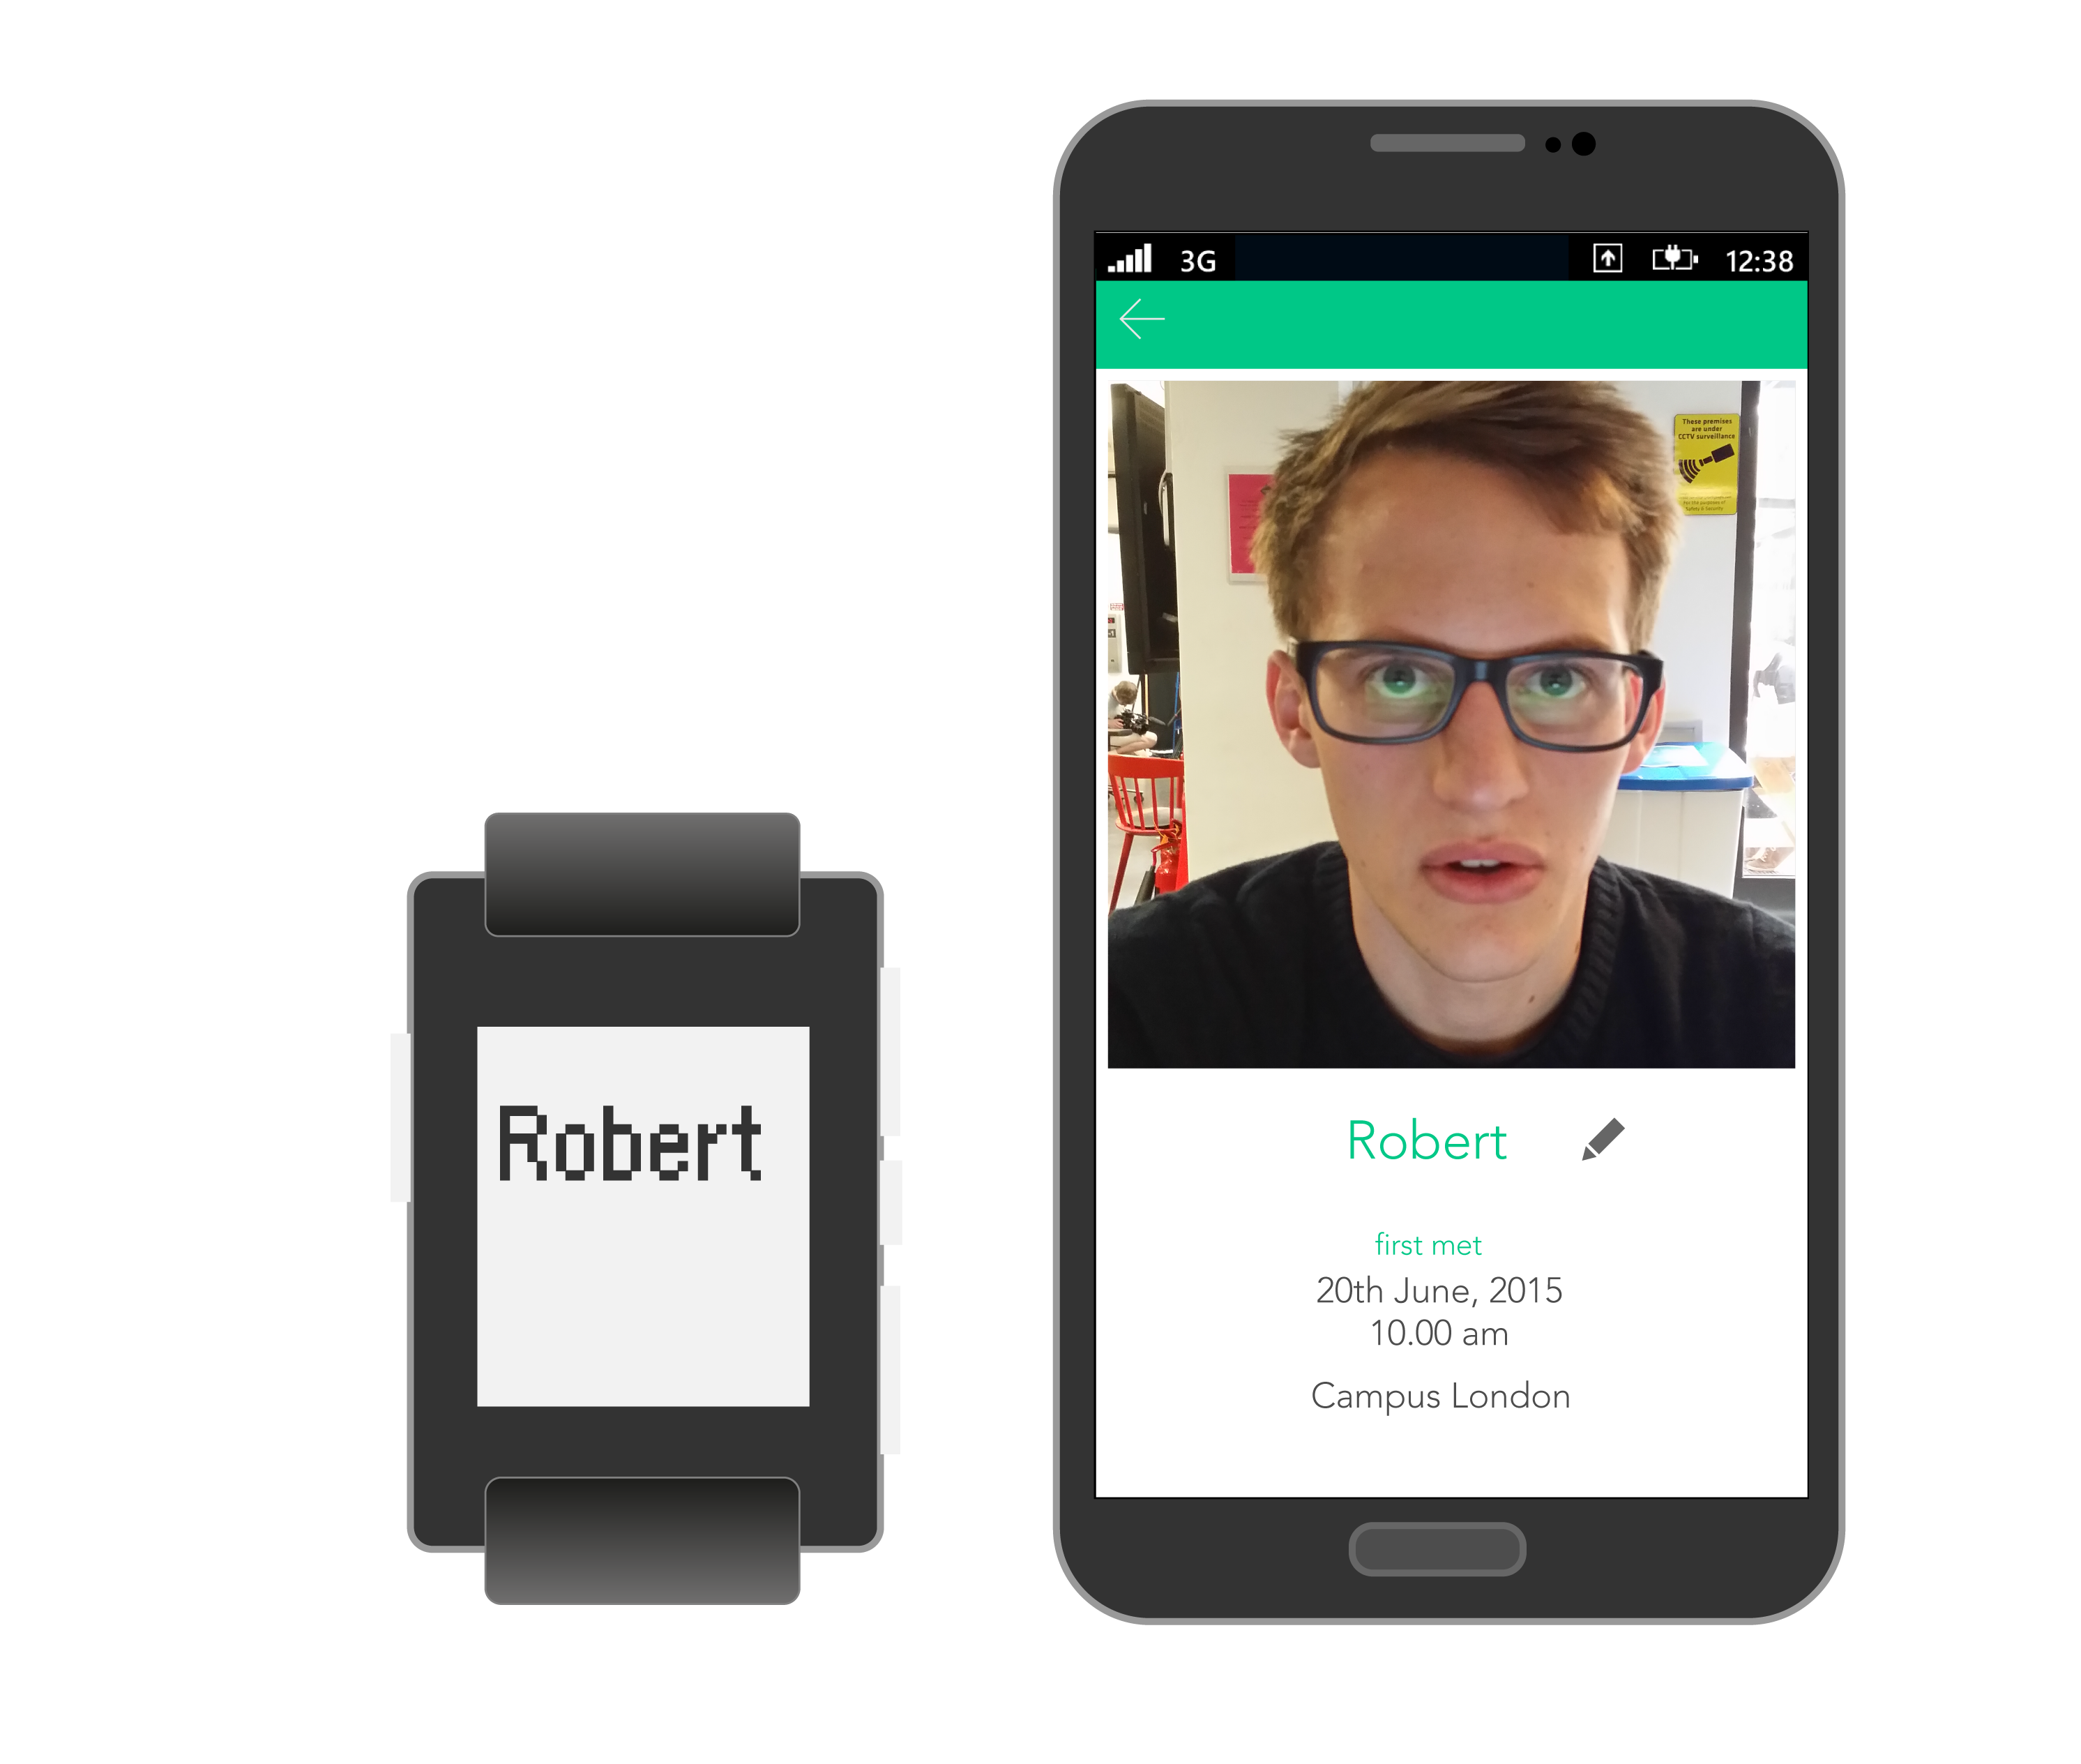 Robert
3G 12:38
These premises
are under
CCTV surveillance
Robert
first met
20th June, 2015
10.00 am
Campus London